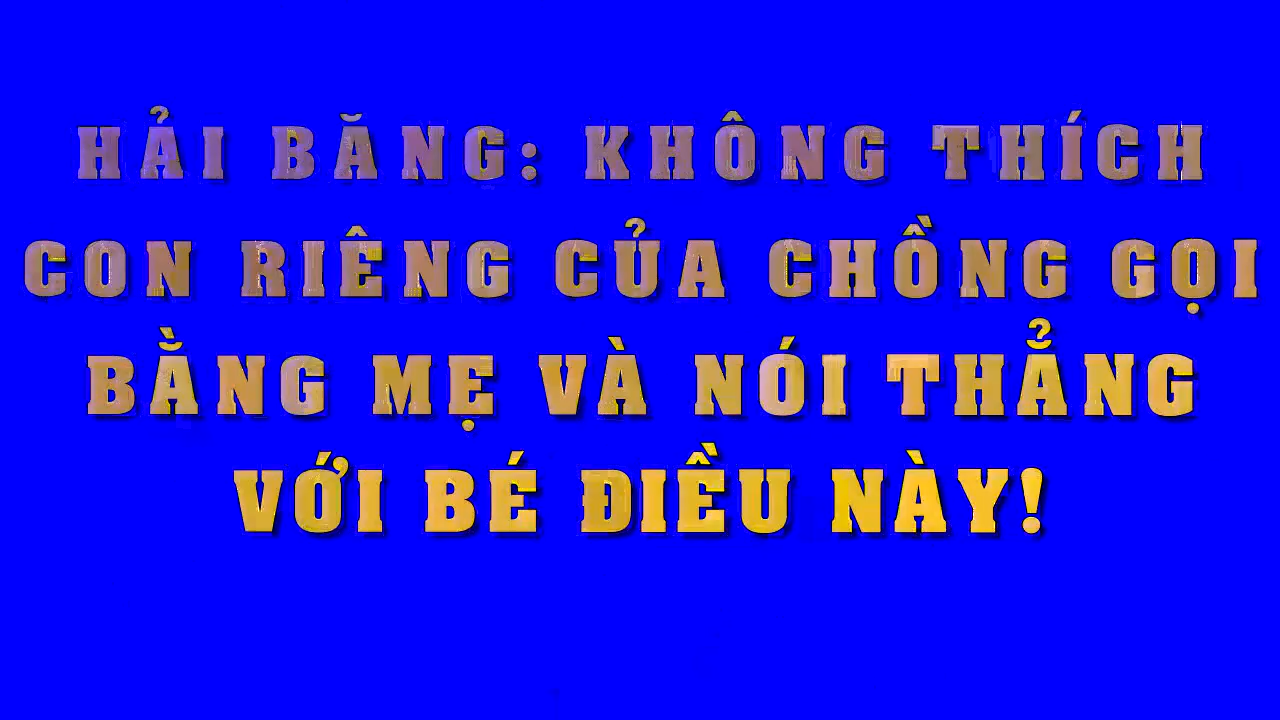 HẢI BĂNG: KHÔNG THÍCH
CON RIÊNG CỦA CHỒNG GỌI
BẰNG MẸ VÀ NÓI THẲNG
VỚI BÉ ĐIỀU NÀY!